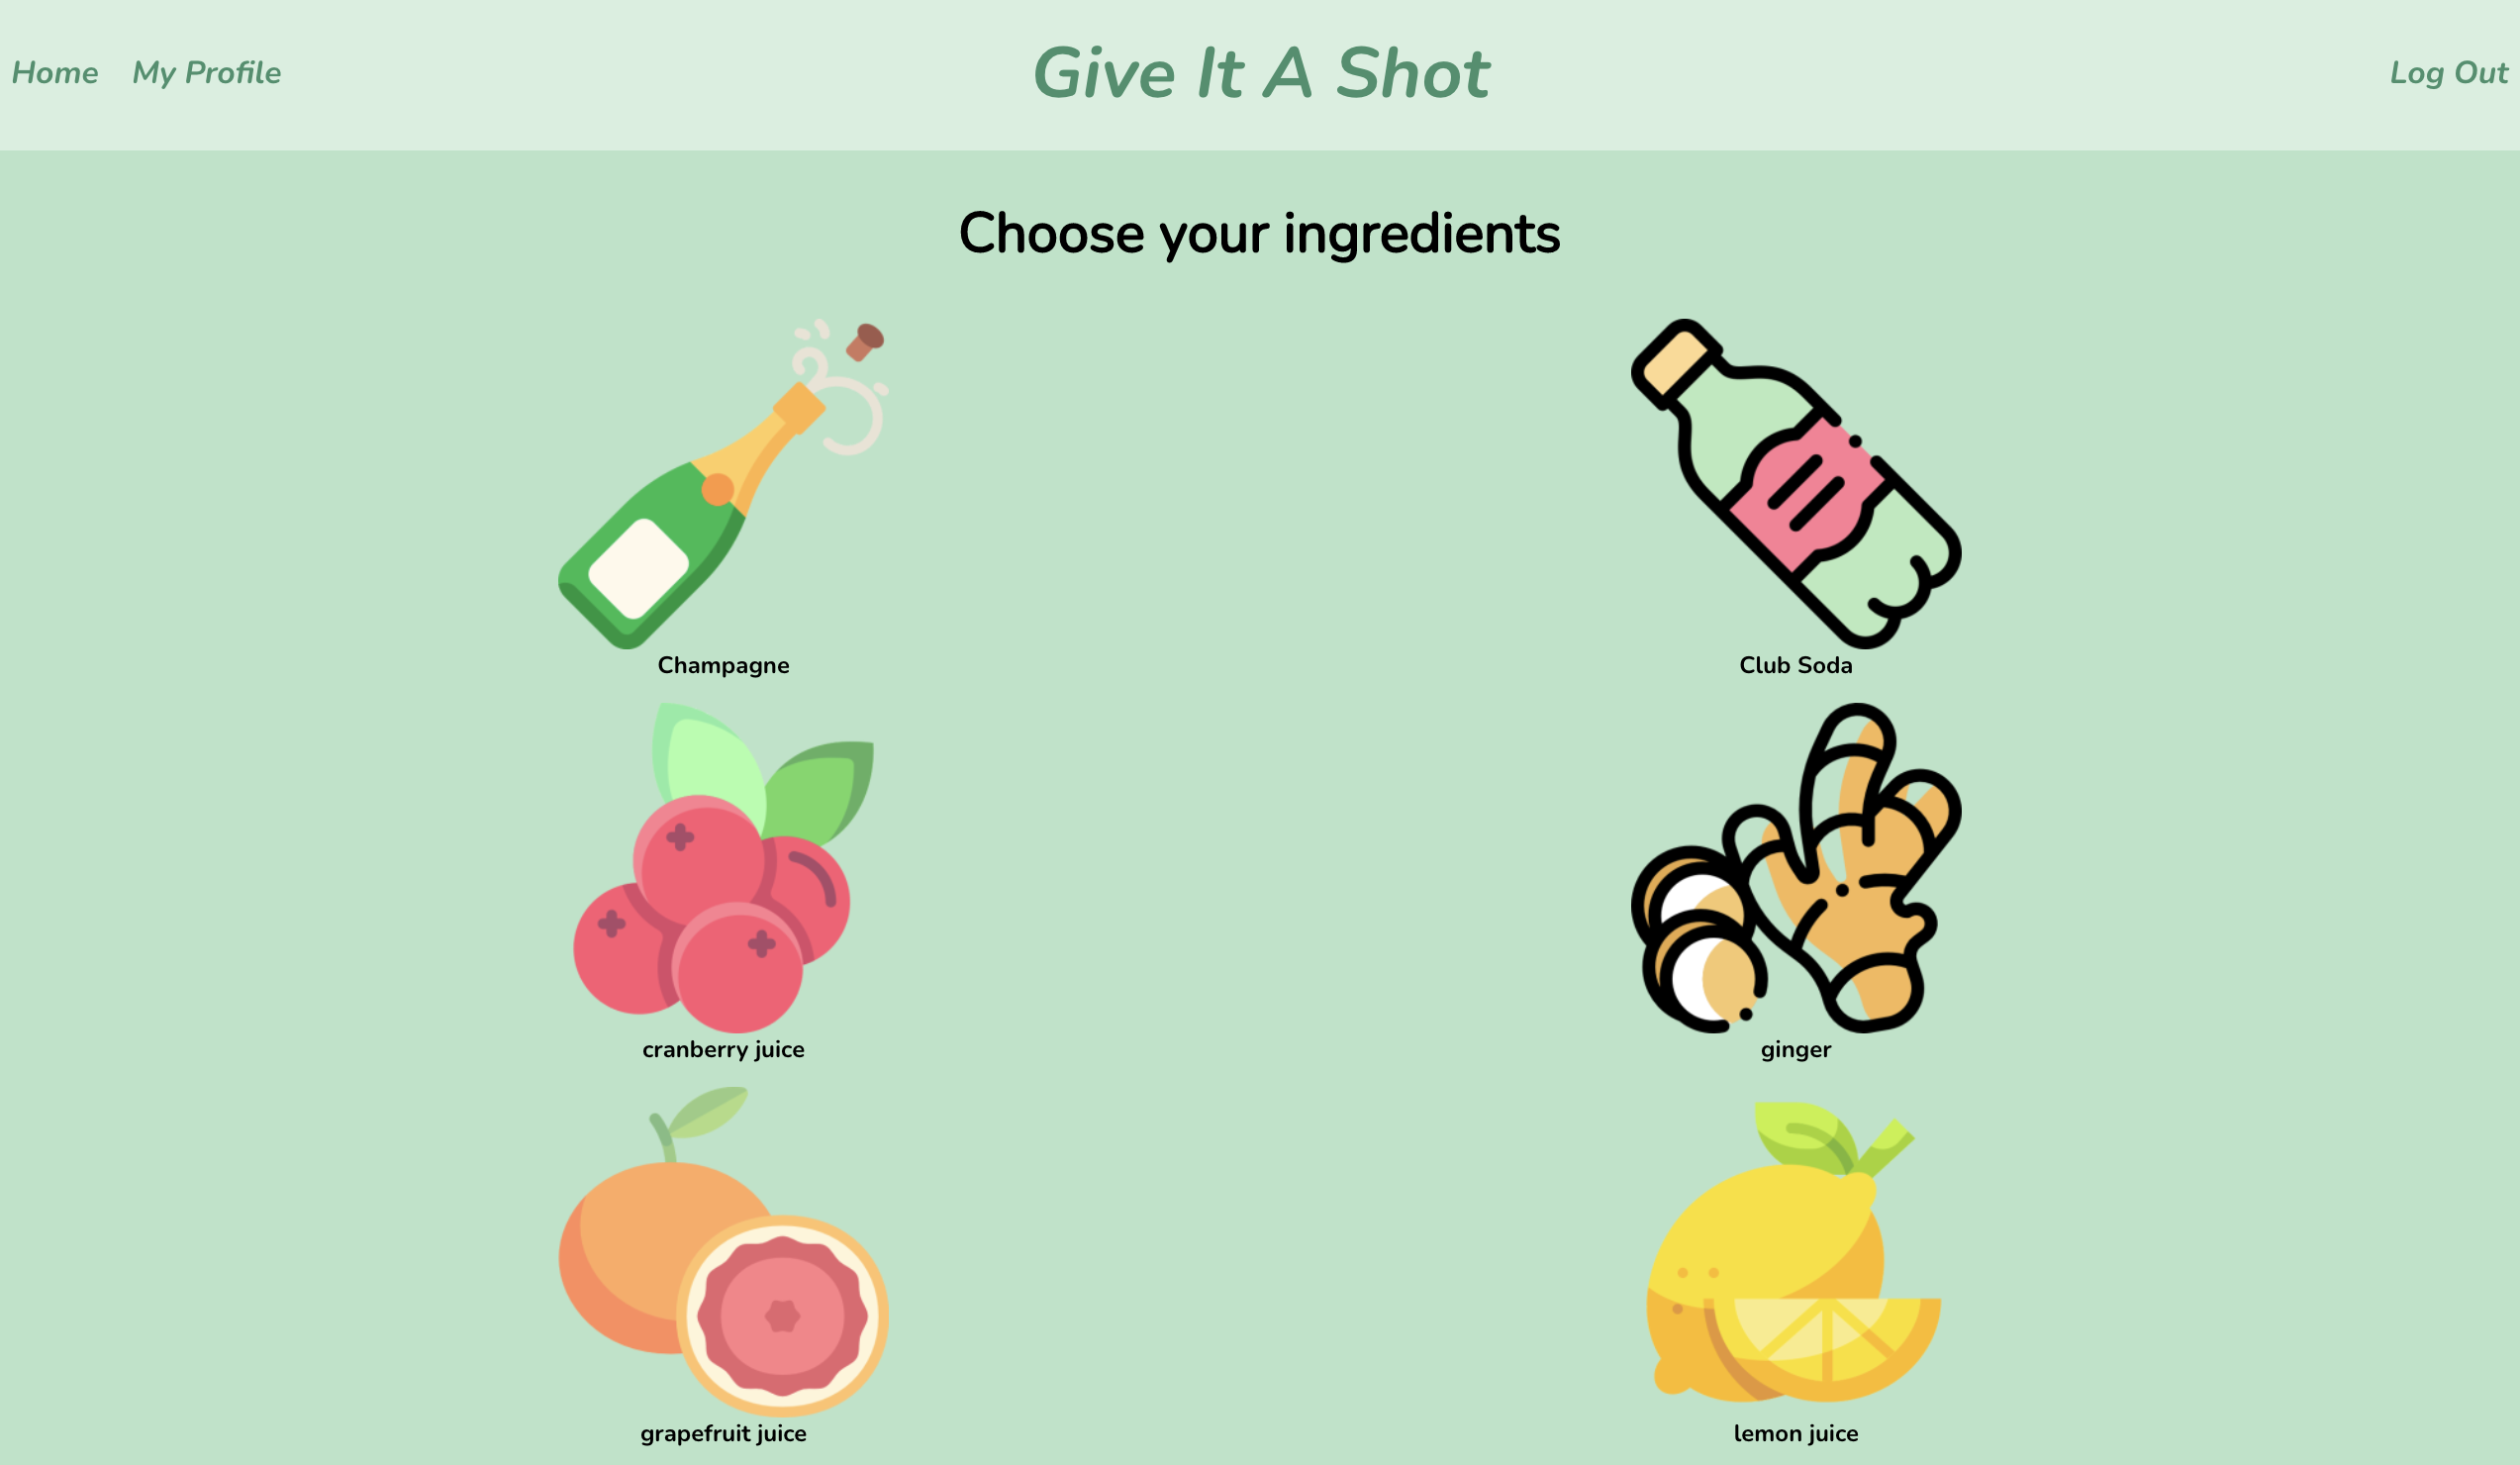 Home My Profile Give It A Shot Log Out
Choose your ingredients
Champagne Club Soda
cranberry juice ginger
grapefruit juice lemon juice